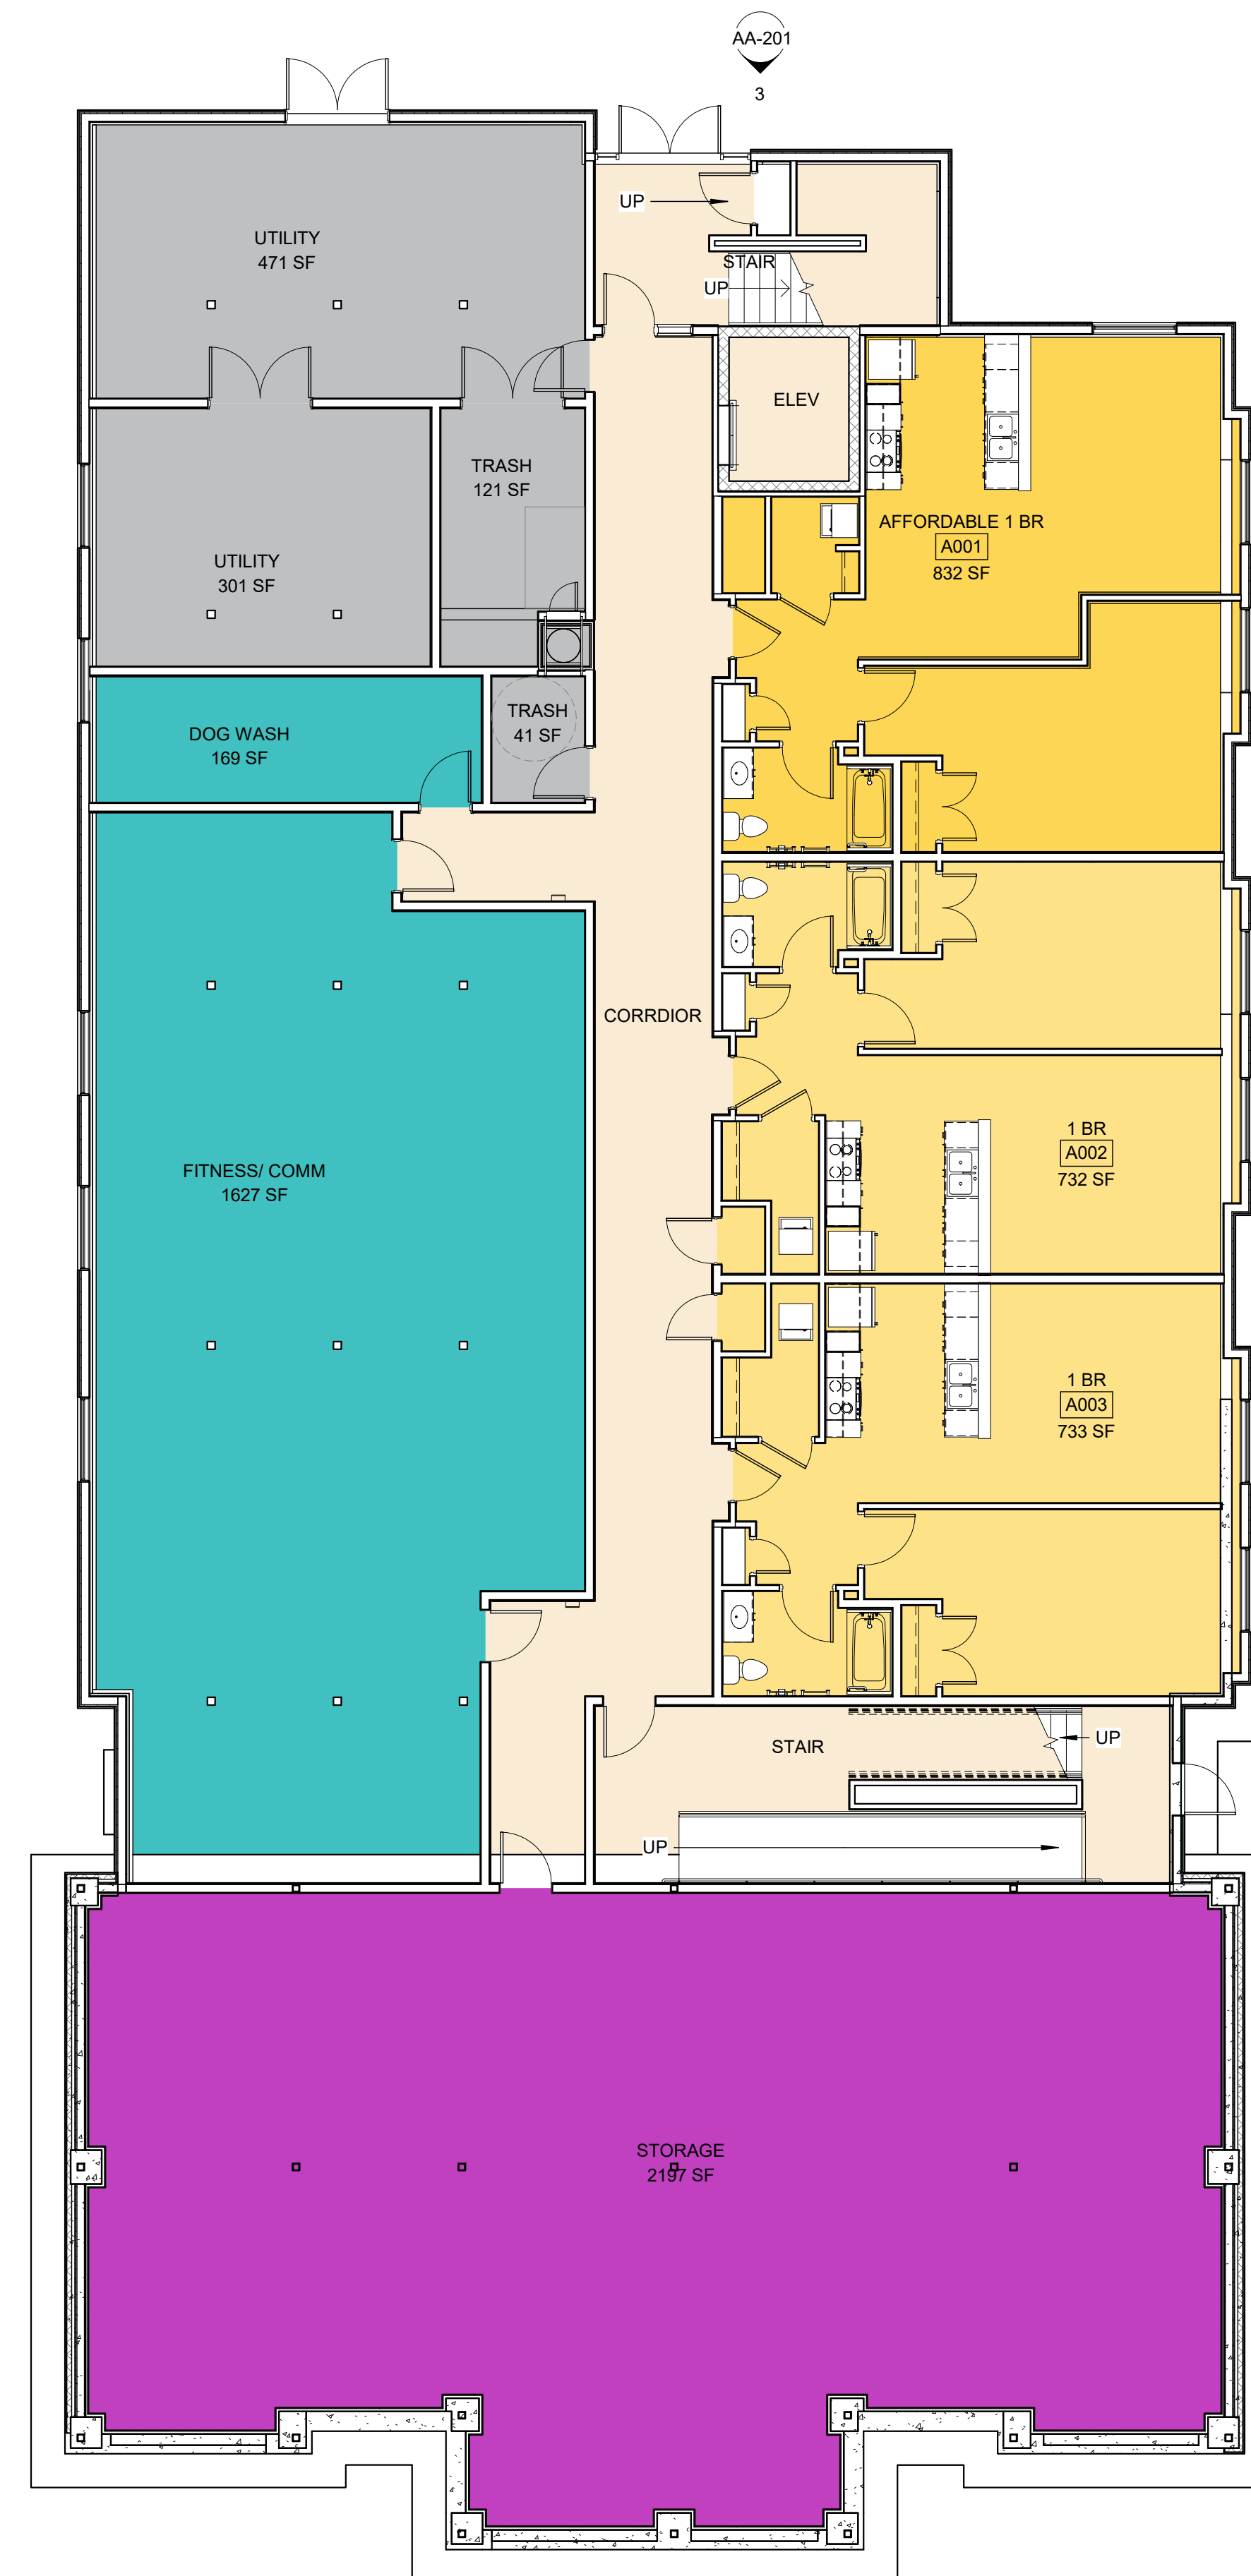 AA-201
3
UP
STAIR
UP
UTILITY
471 SF
ELEV
TRASH
121 SF
AFFORDABLE 1 BR
A001
832 SF
UTILITY
301 SF
TRASH
41 SF
DOG WASH
169 SF
CORRDIOR
1 BR
A002
732 SF
FITNESS/ COMM
1627 SF
1 BR
A003
733 SF
STAIR
UP
UP
STORAGE
2197 SF